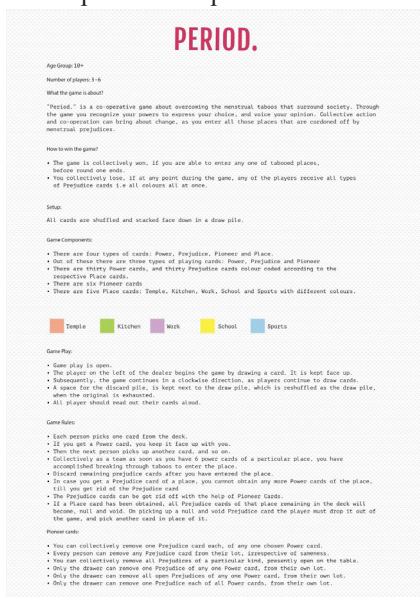 PERIOD.
Age Group: 10+
Number of players: 3-6
What the game is about?
"Period." is a co-operative game about overcoming the menstrual taboos that surround society. Through
the game you recognize your powers to express your choice, and voice your opinion. Collective action
and co-operation can bring about change, as you enter all those places that are cordoned off by
menstrual prejudices.
How to win the game?
• The game is collectively won, if you are able to enter any one of tabooed places,
before round one ends.
• You collectively lose, if at any point during the game, any of the players receive all types
of Prejudice cards i.e all colours all at once.
Setup:
All cards are shuffled and stacked face down in a draw pile.
Game Components:
• There are four types of cards: Power, Prejudice, Pioneer and Place.
• Out of these there are three types of playing cards: Power, Prejudice and Pioneer
• There are thirty Power cards, and thirty Prejudice cards colour coded according to the
respective Place cards.
• There are six Pioneer cards
• There are five Place cards: Temple, Kitchen, Work, School and Sports with different colours.
Temple Kitchen Work School Sports
Game Play:
• Game play is open.
• The player on the left of the dealer begins the game by drawing a card. It is kept face up.
• Subsequently, the game continues in a clockwise direction, as players continue to draw cards.
• A space for the discard pile, is kept next to the draw pile, which is reshuffled as the draw pile,
when the original is exhausted.
• All player should read out their cards aloud.
Game Rules:
• Each person picks one card from the deck.
• If you get a Power card, you keep it face up with you.
• Then the next person picks up another card, and so on.
• Collectively as a team as soon as you have 6 power cards of a particular place, you have
accomplished breaking through taboos to enter the place.
• Discard remaining prejudice cards after you have entered the place.
• In case you get a Prejudice card of a place, you cannot obtain any more Power cards of the place,
till you get rid of the Prejudice card
• The Prejudice cards can be got rid off with the help of Pioneer Cards.
• If a Place card has been obtained, all Prejudice cards of that place remaining in the deck will
become, null and void. On picking up a null and void Prejudice card the player must drop it out of
the game, and pick another card in place of it.
Pioneer cards:
• You can collectively remove one Prejudice card each, of any one chosen Power card.
• Every person can remove any Prejudice card from their lot, irrespective of sameness.
• You can collectively remove all Prejudices of a particular kind, presently open on the table.
• Only the drawer can remove one Prejudice of any one Power card, from their own lot.
• Only the drawer can remove all open Prejudices of any one Power card, from their own lot.
• Only the drawer can remove one Prejudice each of all Power cards, from their own lot.